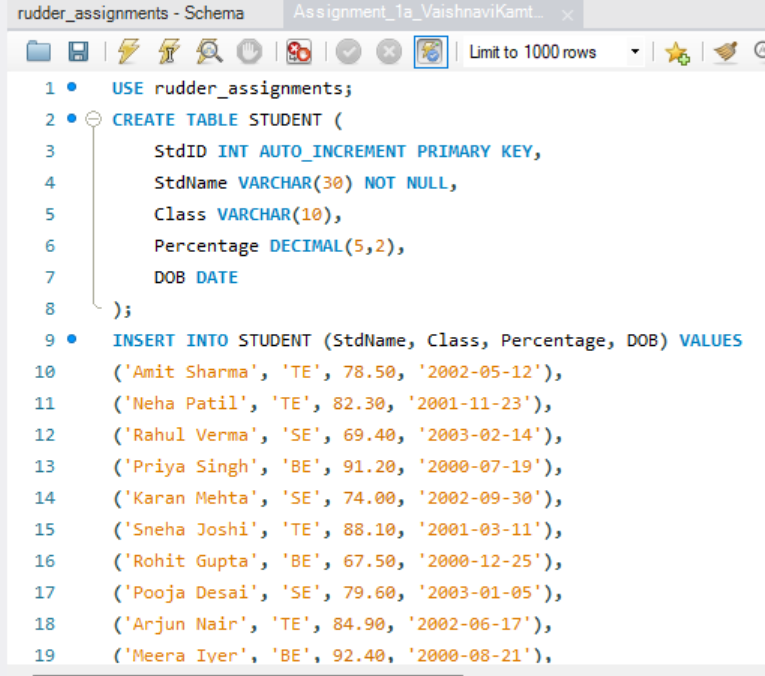 rudder_assignments - Schema
Assignment_1a_VaishnaviKamt...
Limit to 1000 rows
1 USE rudder_assignments;
2 CREATE TABLE STUDENT (
3 StdID INT AUTO_INCREMENT PRIMARY KEY,
4 StdName VARCHAR(30) NOT NULL,
5 Class VARCHAR(10),
6 Percentage DECIMAL(5,2),
7 DOB DATE
8 );
9 INSERT INTO STUDENT (StdName, Class, Percentage, DOB) VALUES
10 ('Amit Sharma', 'TE', 78.50, '2002-05-12'),
11 ('Neha Patil', 'TE', 82.30, '2001-11-23'),
12 ('Rahul Verma', 'SE', 69.40, '2003-02-14'),
13 ('Priya Singh', 'BE', 91.20, '2000-07-19'),
14 ('Karan Mehta', 'SE', 74.00, '2002-09-30'),
15 ('Sneha Joshi', 'TE', 88.10, '2001-03-11'),
16 ('Rohit Gupta', 'BE', 67.50, '2000-12-25'),
17 ('Pooja Desai', 'SE', 79.60, '2003-01-05'),
18 ('Arjun Nair', 'TE', 84.90, '2002-06-17'),
19 ('Meera Iyer', 'BE', 92.40, '2000-08-21'),